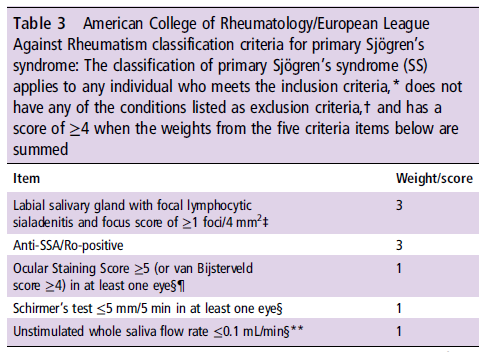 Table 3 American College of Rheumatology/European League
Against Rheumatism classification criteria for primary Sjögren's
syndrome: The classification of primary Sjögren's syndrome (SS)
applies to any individual who meets the inclusion criteria,* does not
have any of the conditions listed as exclusion criteria,† and has a
score of ≥4 when the weights from the five criteria items below are
summed
Item Weight/score
Labial salivary gland with focal lymphocytic
sialadenitis and focus score of ≥1 foci/4 mm²‡ 3
Anti-SSA/Ro-positive 3
Ocular Staining Score ≥5 (or van Bijsterveld
score ≥4) in at least one eye§¶ 1
Schirmer's test ≤5 mm/5 min in at least one eye§ 1
Unstimulated whole saliva flow rate ≤0.1 mL/min§** 1